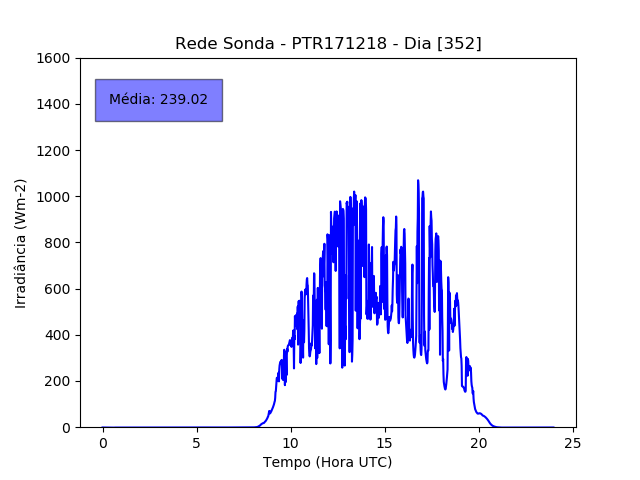 Rede Sonda - PTR171218 - Dia [352]
1600
Média: 239.02
1400
1200
1000
800
600
400
200
0
Irradiância (Wm-2)
0 5 10 15 20 25
Tempo (Hora UTC)